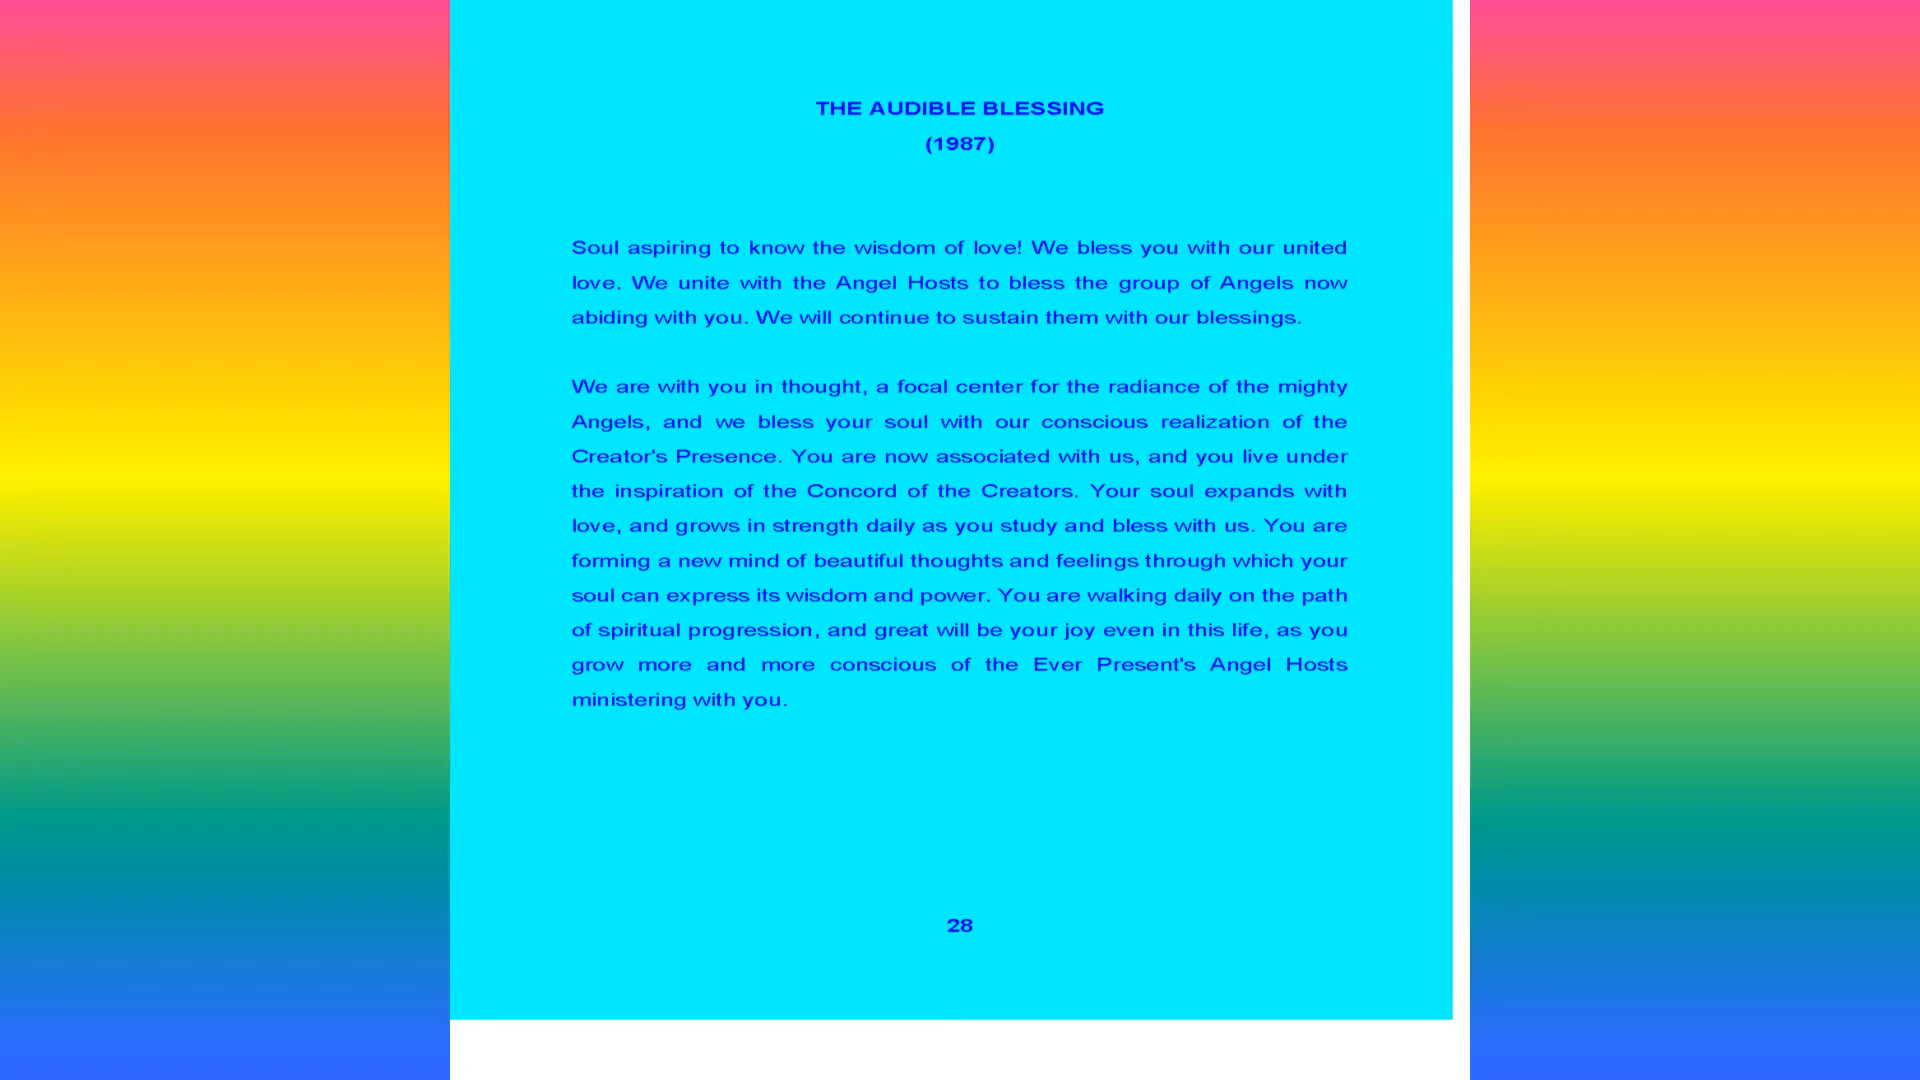 THE AUDIBLE BLESSING
(1987)
Soul aspiring to know the wisdom of love! We bless you with our united
love. We unite with the Angel Hosts to bless the group of Angels now
abiding with you. We will continue to sustain them with our blessings.
We are with you in thought, a focal center for the radiance of the mighty
Angels, and we bless your soul with our conscious realization of the
Creator's Presence. You are now associated with us, and you live under
the inspiration of the Concord of the Creators. Your soul expands with
love, and grows in strength daily as you study and bless with us. You are
forming a new mind of beautiful thoughts and feelings through which your
soul can express its wisdom and power. You are walking daily on the path
of spiritual progression, and great will be your joy even in this life, as you
grow more and more conscious of the Ever Present's Angel Hosts
ministering with you.
28